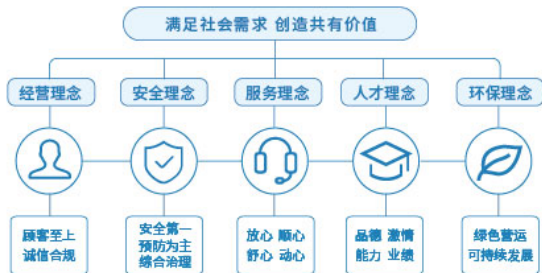 满足社会需求 创造共有价值
经营理念
安全理念
服务理念
人才理念
环保理念
顾客至上
诚信合规
安全第一
预防为主
综合治理
放心 顺心
舒心 动心
品德 激情
能力 业绩
绿色营运
可持续发展